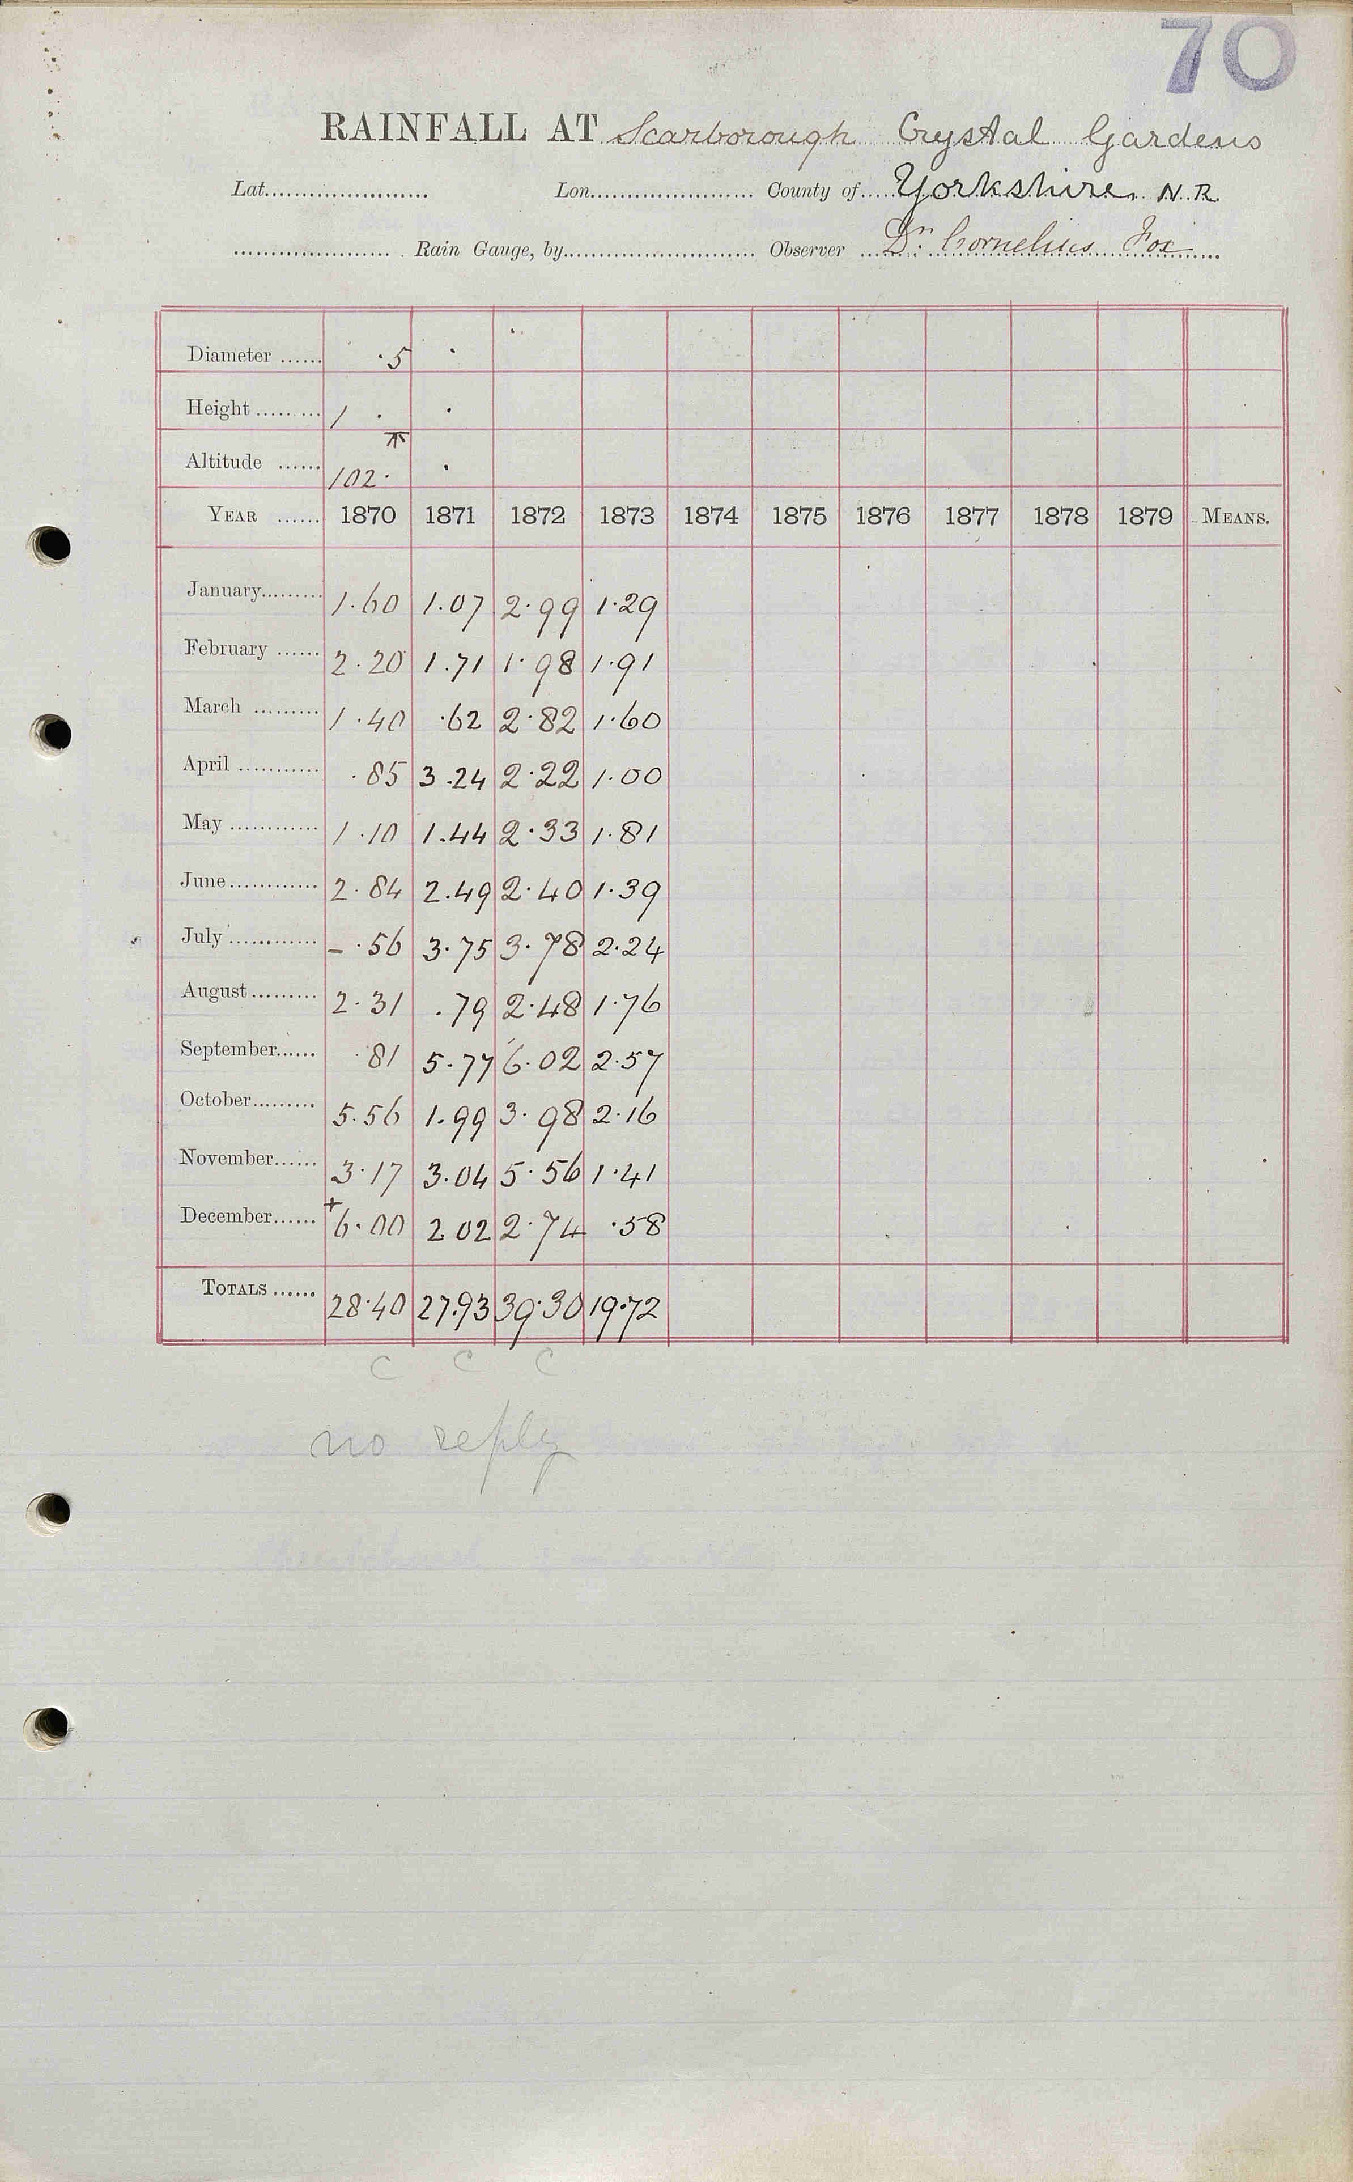 70
RAINFALL AT Scarborough Crystal Gardens
Lat. Lon. County of Yorkshire, N.R.
Rain Gauge, by Observer Dr. Cornelius Fox
Diameter ...... ·5 ·
Height ...... 1 · ·
Altitude ...... 102· ·
YEAR ...... 1870 1871 1872 1873 1874 1875 1876 1877 1878 1879 MEANS.
January 1·60 1·07 2·99 1·29
February 2·20 1·71 1·98 1·91
March 1·40 ·62 2·82 1·60
April ·85 3·24 2·22 1·00
May 1·10 1·44 2·33 1·81
June 2·84 2·49 2·40 1·39
July – ·56 3·75 3·78 2·24
August 2·31 ·79 2·48 1·76
September ·81 5·77 6·02 2·57
October 5·56 1·99 3·98 2·16
November 3·17 3·04 5·56 1·41
December +6·00 2 02 2·74 ·58
TOTALS 28·40 27·93 39·30 19·72
C C C
no reply